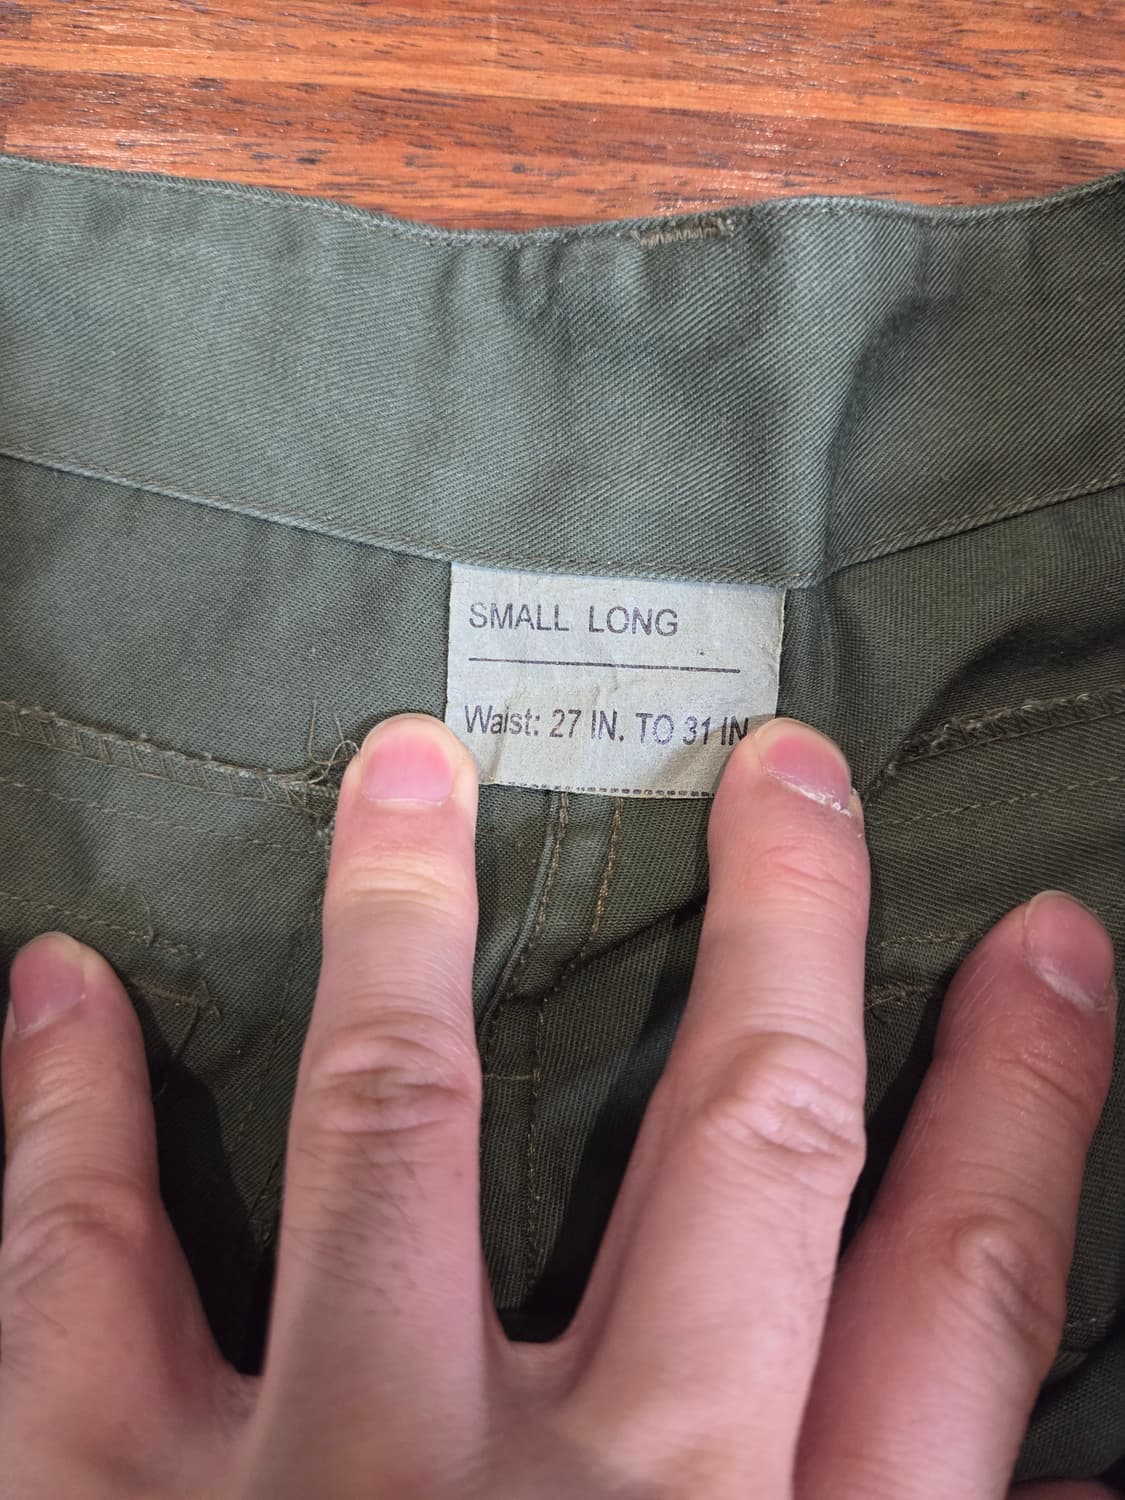 SMALL LONG
Waist: 27 IN. TO 31 IN